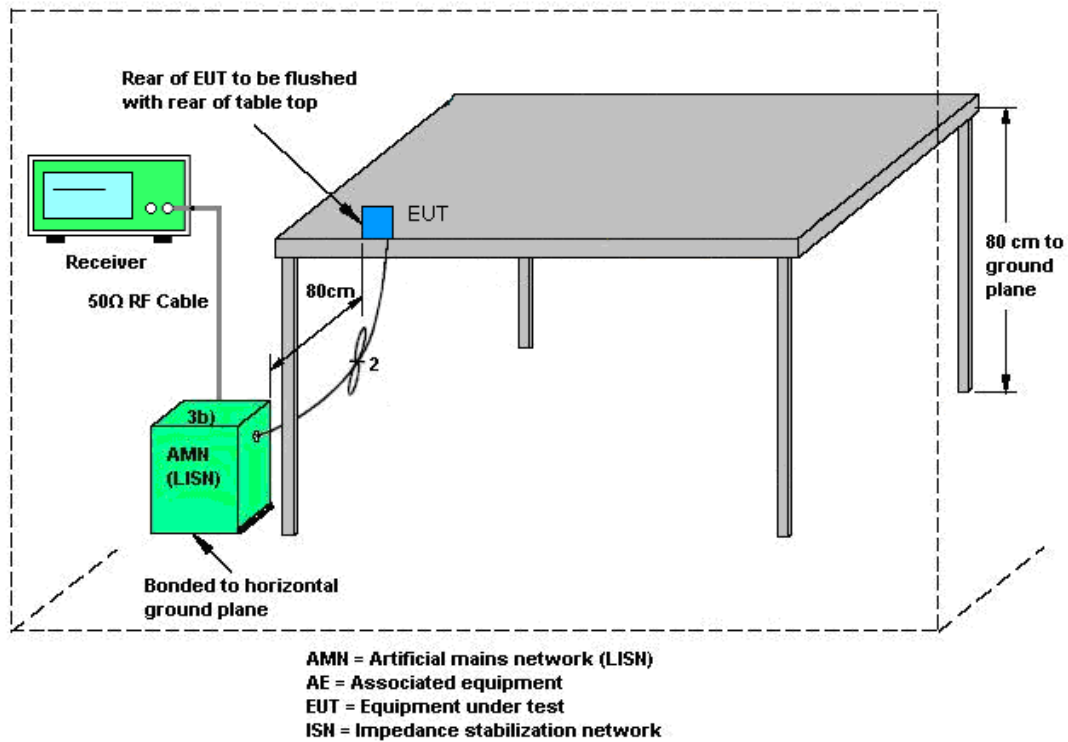 Rear of EUT to be flushed
with rear of table top
EUT
Receiver
50Ω RF Cable
80cm
80 cm to
ground
plane
2
3b)
AMN
(LISN)
Bonded to horizontal
ground plane
AMN = Artificial mains network (LISN)
AE = Associated equipment
EUT = Equipment under test
ISN = Impedance stabilization network